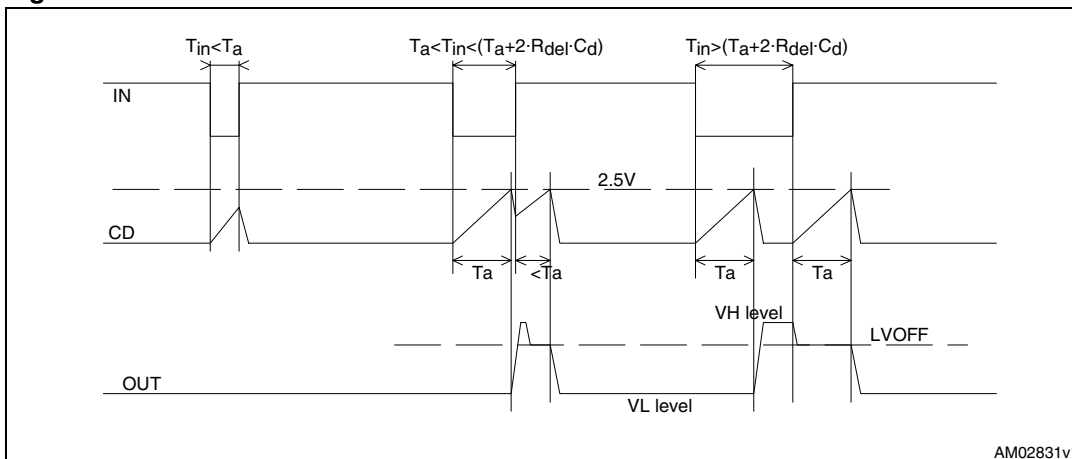 Tin<Ta
Ta<Tin<(Ta+2·Rdel·Cd)
Tin>(Ta+2·Rdel·Cd)
IN
2.5V
CD
Ta
<Ta
Ta
Ta
VH level
LVOFF
OUT
VL level
AM02831v